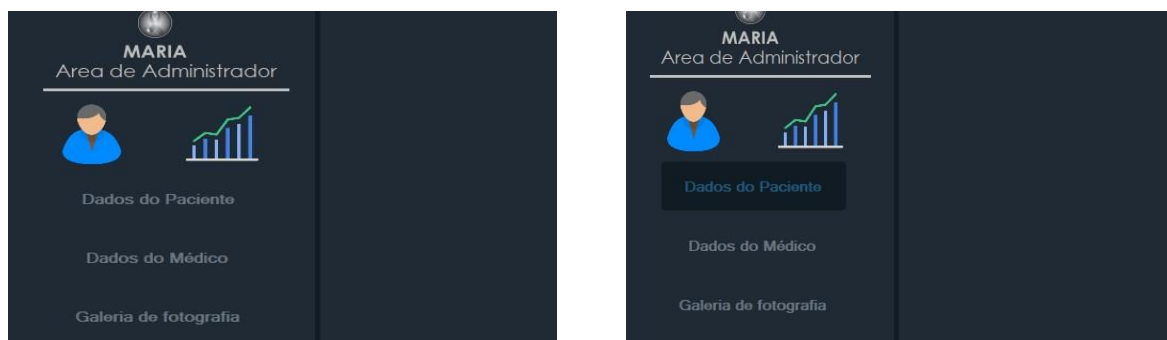 MARIA
Area de Administrador
Dados do Paciente
Dados do Médico
Galeria de fotografia
MARIA
Area de Administrador
Dados do Paciente
Dados do Médico
Galeria de fotografia